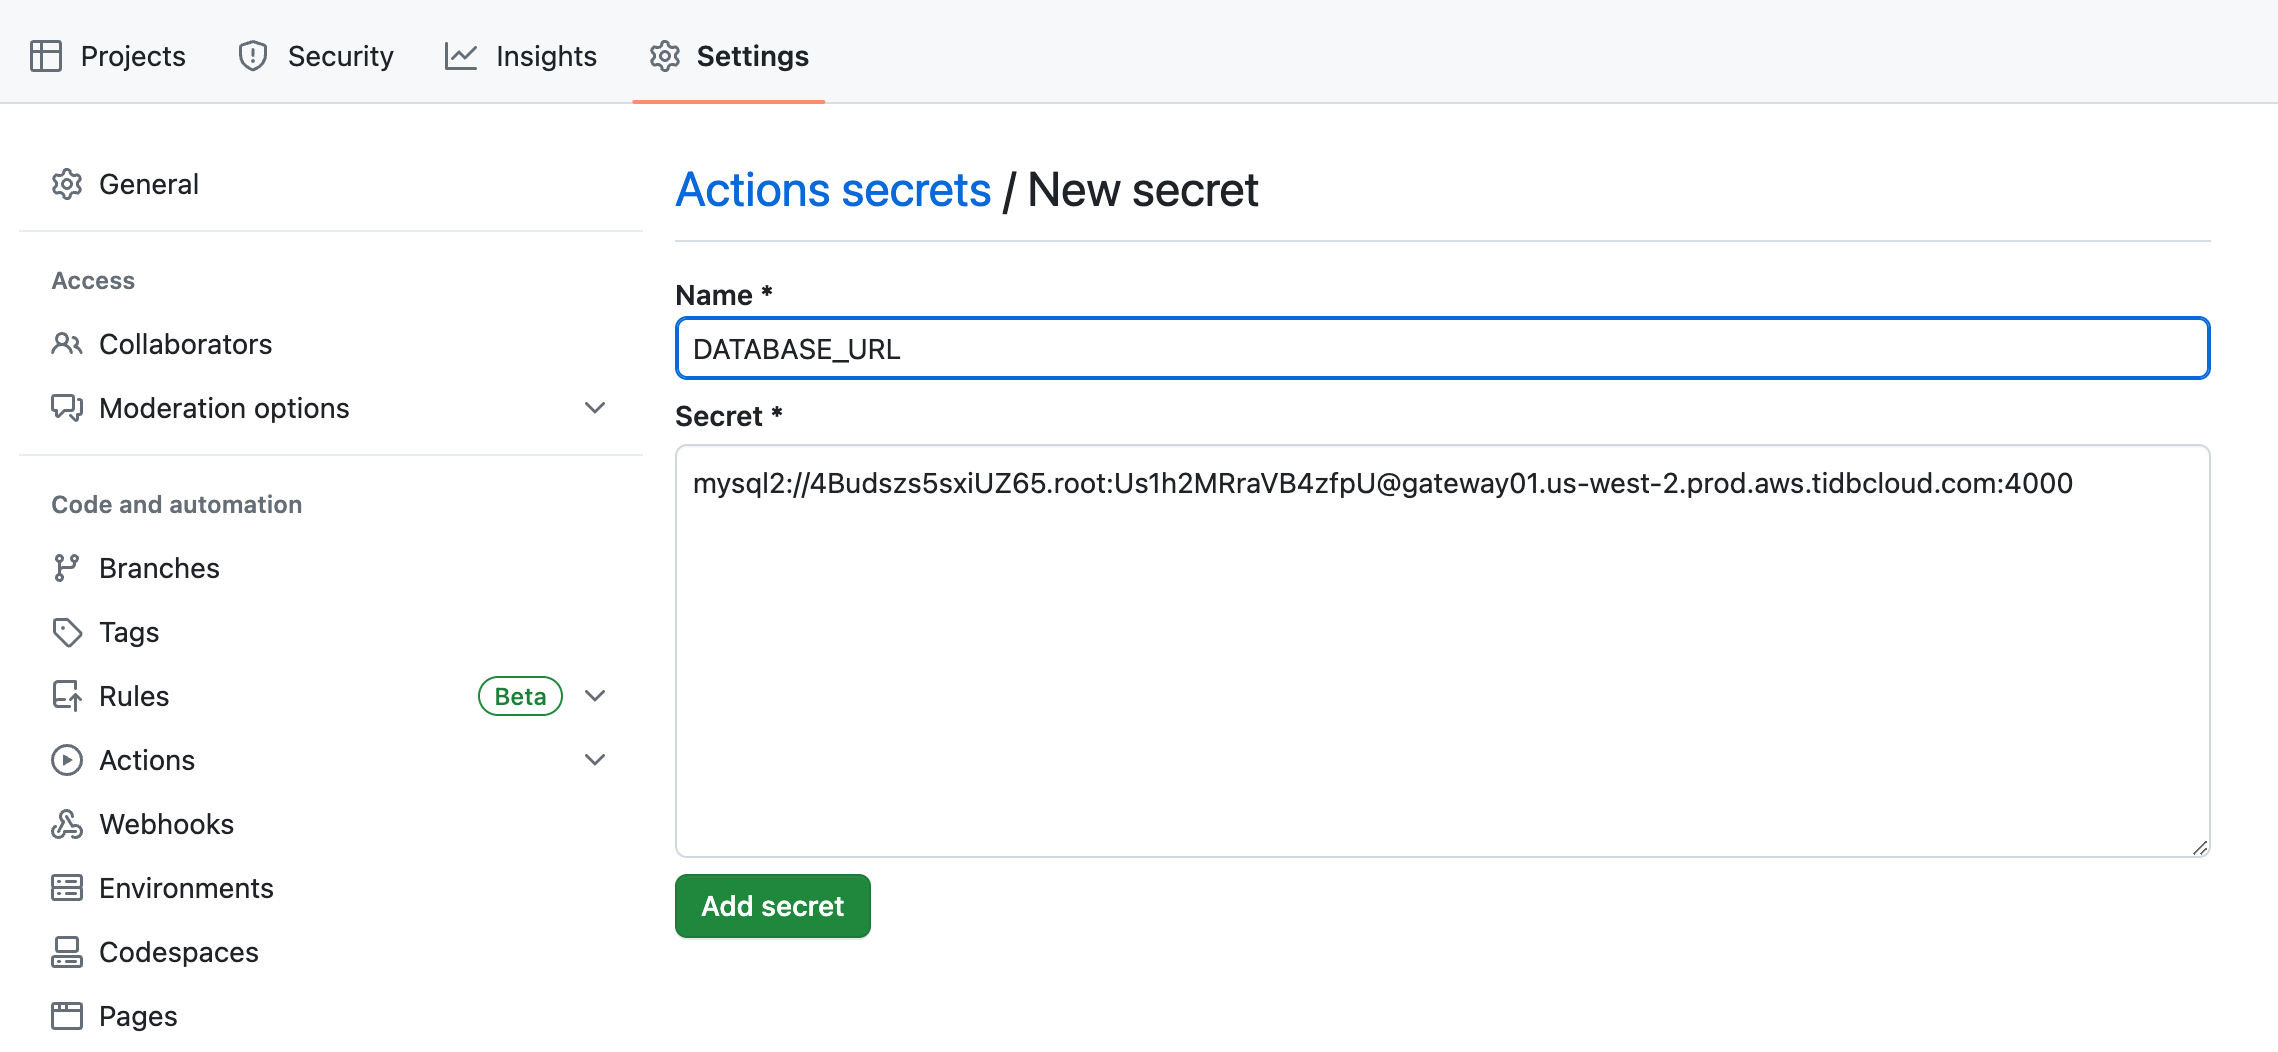 Projects Security Insights Settings
General
Access
Collaborators
Moderation options
Code and automation
Branches
Tags
Rules Beta
Actions
Webhooks
Environments
Codespaces
Pages
Actions secrets / New secret
Name *
DATABASE_URL
Secret *
mysql2://4Budszs5sxiUZ65.root:Us1h2MRraVB4zfpU@gateway01.us-west-2.prod.aws.tidbcloud.com:4000
Add secret